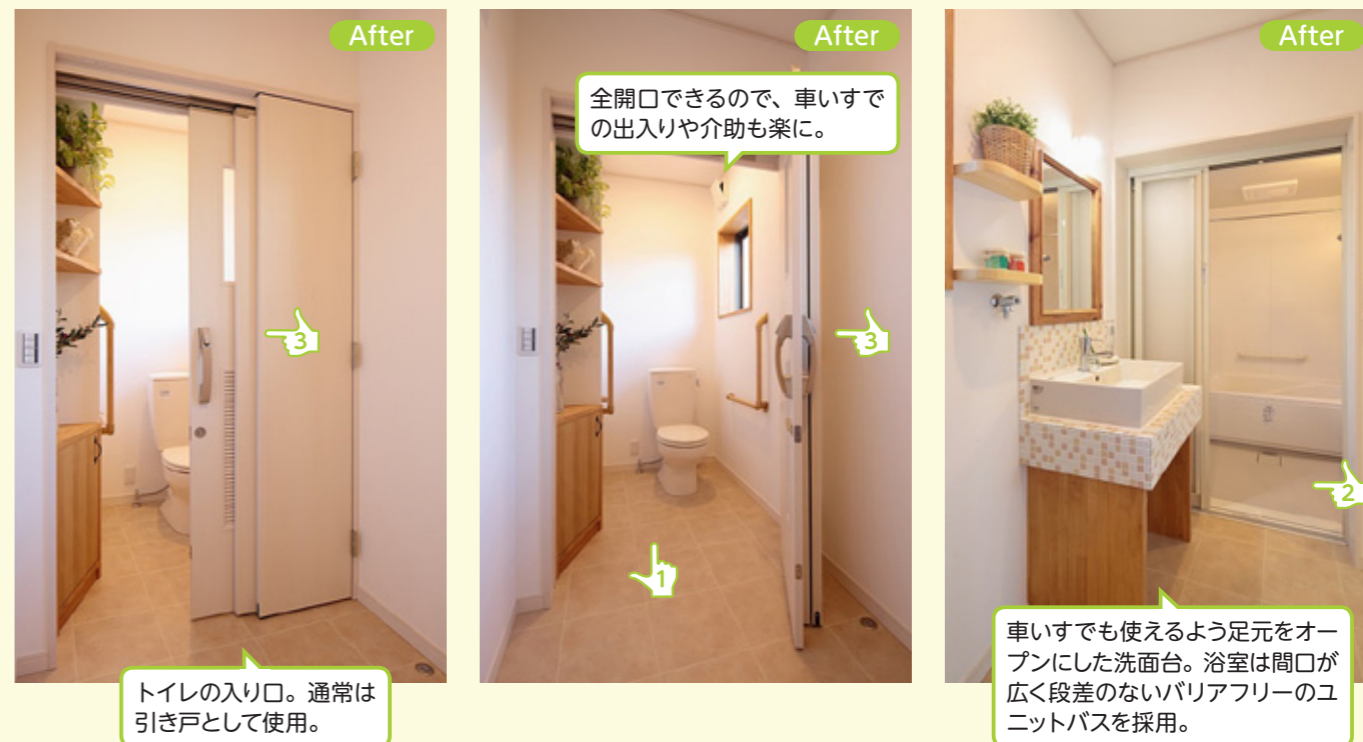 After
3
トイレの入り口。通常は
引き戸として使用。
After
全開口できるので、車いすで
の出入りや介助も楽に。
3
1
After
2
車いすでも使えるよう足元をオー
プンにした洗面台。浴室は間口が
広く段差のないバリアフリーのユ
ニットバスを採用。